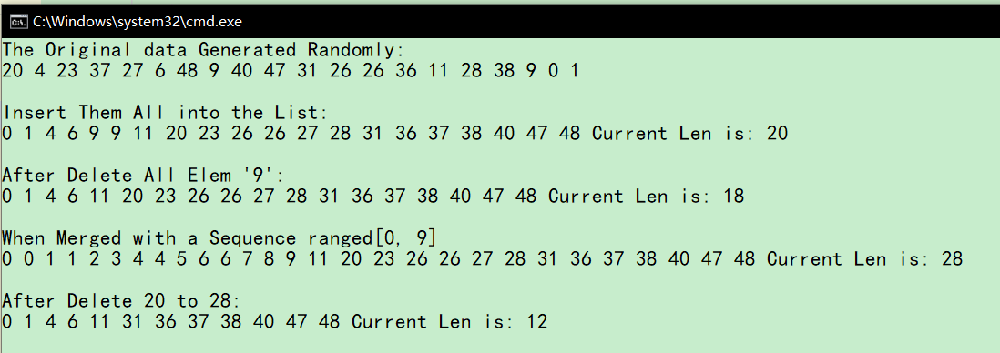 C:\Windows\system32\cmd.exe
The Original data Generated Randomly:
20 4 23 37 27 6 48 9 40 47 31 26 26 36 11 28 38 9 0 1
Insert Them All into the List:
0 1 4 6 9 9 11 20 23 26 26 27 28 31 36 37 38 40 47 48 Current Len is: 20
After Delete All Elem '9':
0 1 4 6 11 20 23 26 26 27 28 31 36 37 38 40 47 48 Current Len is: 18
When Merged with a Sequence ranged[0, 9]
0 0 1 1 2 3 4 4 5 6 6 7 8 9 11 20 23 26 26 27 28 31 36 37 38 40 47 48 Current Len is: 28
After Delete 20 to 28:
0 1 4 6 11 31 36 37 38 40 47 48 Current Len is: 12